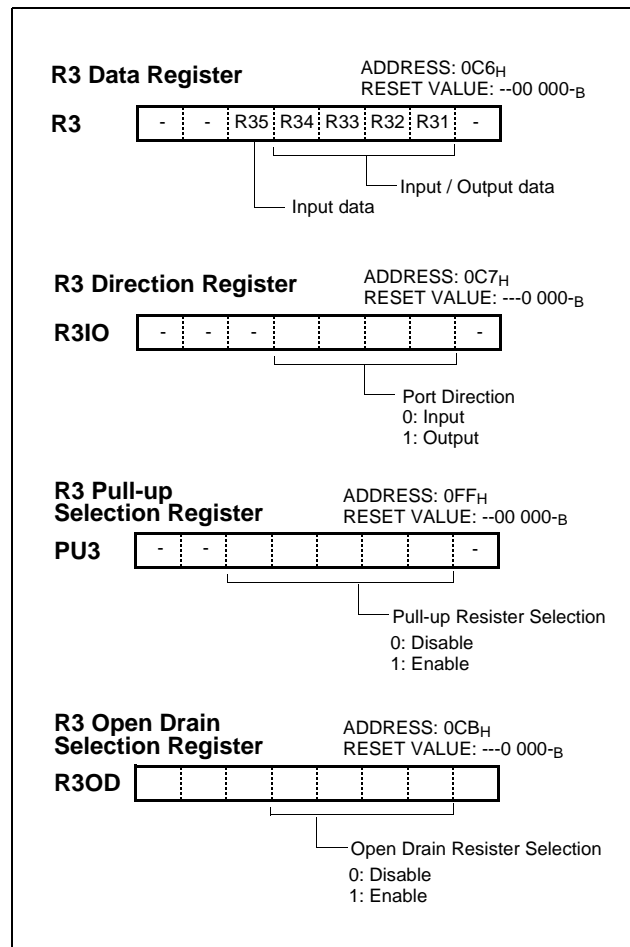 R3 Data Register
ADDRESS: 0C6H
RESET VALUE: --00 000-B
R3 - - R35 R34 R33 R32 R31 -
Input / Output data
Input data
R3 Direction Register
ADDRESS: 0C7H
RESET VALUE: ---0 000-B
R3IO - - - -
Port Direction
0: Input
1: Output
R3 Pull-up
Selection Register
ADDRESS: 0FFH
RESET VALUE: --00 000-B
PU3 - - -
Pull-up Resister Selection
0: Disable
1: Enable
R3 Open Drain
Selection Register
ADDRESS: 0CBH
RESET VALUE: ---0 000-B
R3OD
Open Drain Resister Selection
0: Disable
1: Enable